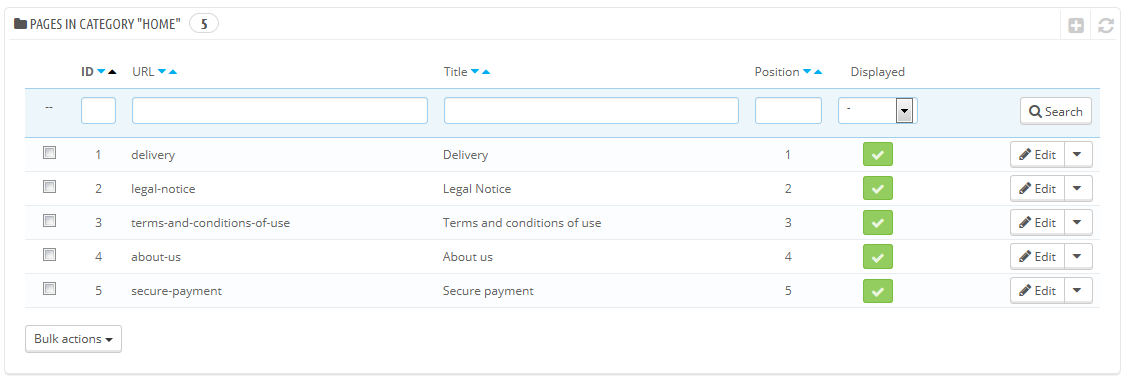 PAGES IN CATEGORY "HOME" 5
ID URL Title Position Displayed
-- - Search
1 delivery Delivery 1 Edit
2 legal-notice Legal Notice 2 Edit
3 terms-and-conditions-of-use Terms and conditions of use 3 Edit
4 about-us About us 4 Edit
5 secure-payment Secure payment 5 Edit
Bulk actions